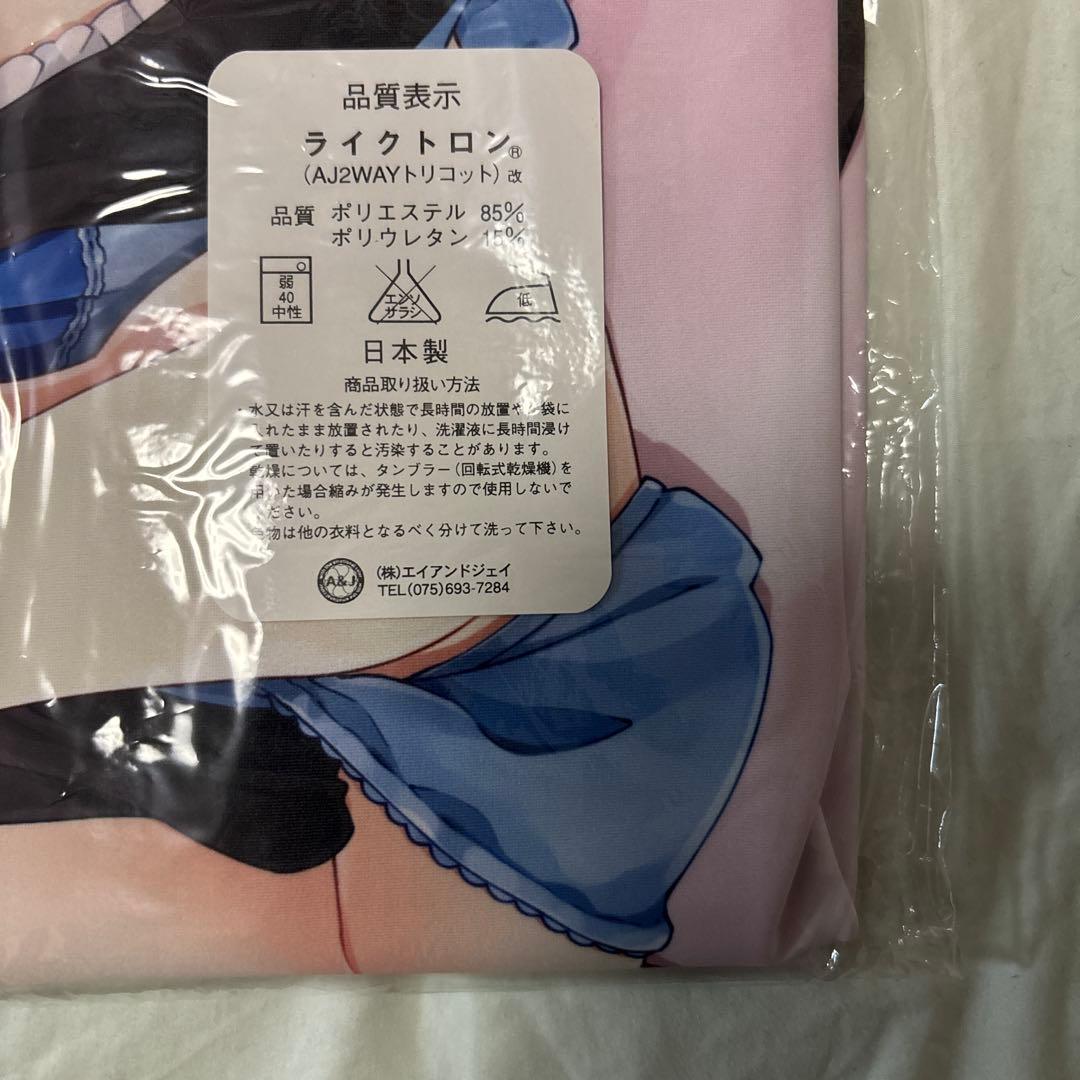 品質表示
ライクトロン®
（AJ2WAYトリコット）改
品質 ポリエステル 85%
ポリウレタン 15%
弱
40
中性
エンソ
サラシ
低
日本製
商品取り扱い方法
・水又は汗を含んだ状態で長時間の放置や 袋に
入れたまま放置されたり、洗濯液に長時間浸け
て置いたりすると汚染することがあります。
乾燥については、タンブラー（回転式乾燥機）を
用いた場合縮みが発生しますので使用しないで
ください。
色物は他の衣料となるべく分けて洗って下さい。
A&J
（株）エイアンドジェイ
TEL(075)693-7284